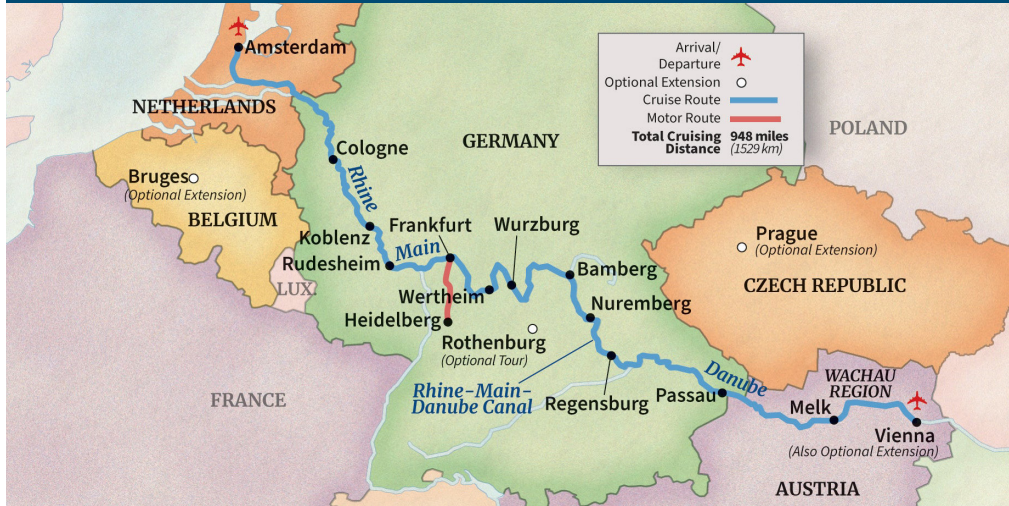 Amsterdam
NETHERLANDS
Arrival/
Departure
Optional Extension
Cruise Route
Motor Route
Total Cruising 948 miles
Distance (1529 km)
POLAND
GERMANY
Cologne
Rhine
Bruges
(Optional Extension)
BELGIUM
Koblenz
Frankfurt
Wurzburg
Main
Rudesheim
LUX.
Wertheim
Bamberg
Prague
(Optional Extension)
CZECH REPUBLIC
Nuremberg
Heidelberg
Rothenburg
(Optional Tour)
Rhine–Main–
Danube Canal
Regensburg
Passau
Danube
FRANCE
WACHAU
REGION
Melk
Vienna
(Also Optional Extension)
AUSTRIA